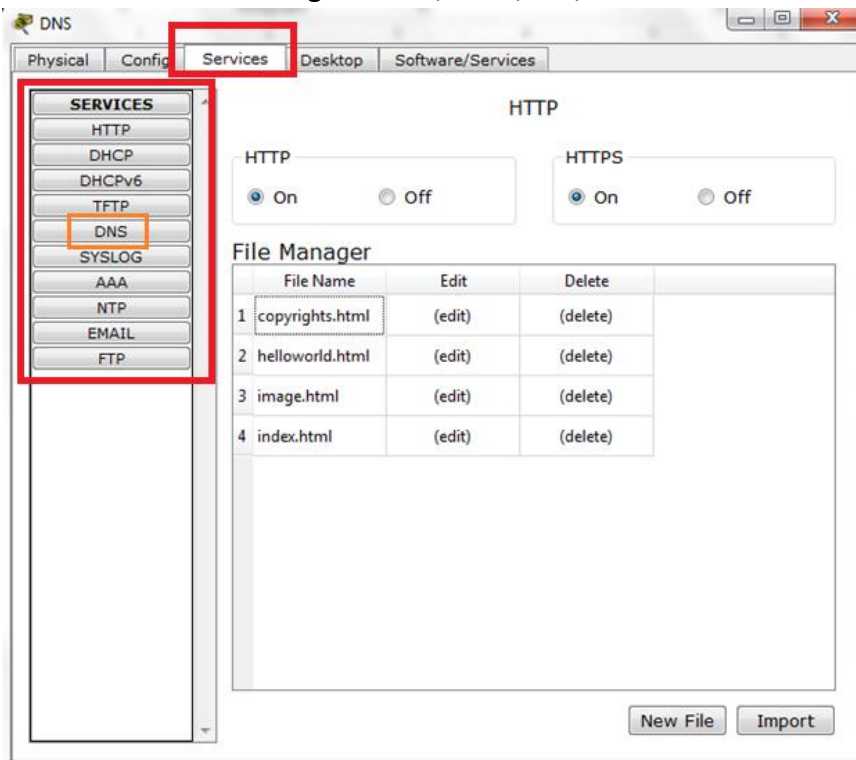 DNS
Physical Config Services Desktop Software/Services
SERVICES
HTTP
DHCP
DHCPv6
TFTP
DNS
SYSLOG
AAA
NTP
EMAIL
FTP
HTTP
HTTP HTTPS
On Off On Off
File Manager
File Name Edit Delete
1 copyrights.html (edit) (delete)
2 helloworld.html (edit) (delete)
3 image.html (edit) (delete)
4 index.html (edit) (delete)
New File Import